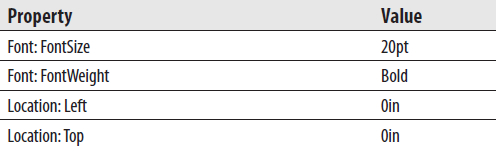 Property Value
Font: FontSize 20pt
Font: FontWeight Bold
Location: Left 0in
Location: Top 0in